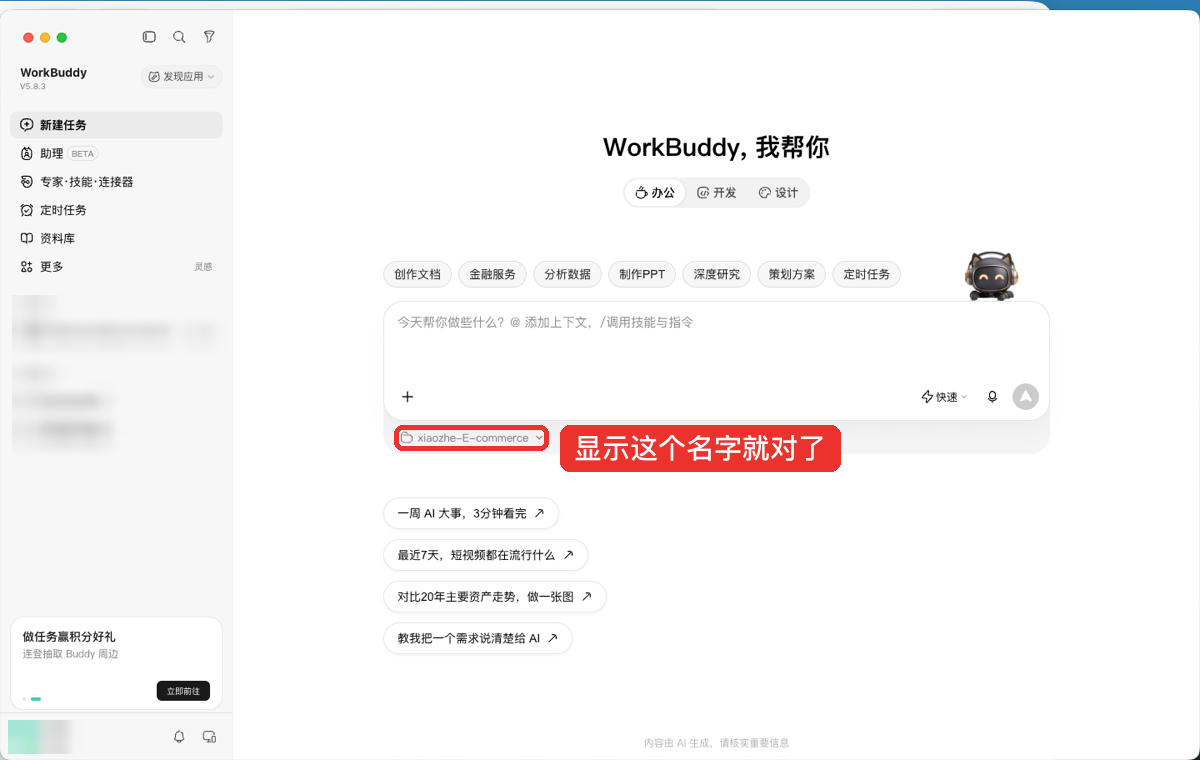 WorkBuddy
V5.8.3
发现应用
新建任务
助理 BETA
专家·技能·连接器
定时任务
资料库
更多
灵感
WorkBuddy, 我帮你
办公
开发
设计
创作文档
金融服务
分析数据
制作PPT
深度研究
策划方案
定时任务
今天帮你做些什么？@ 添加上下文，/调用技能与指令
快速
xiaozhe-E-commerce
显示这个名字就对了
一周 AI 大事，3分钟看完
最近7天，短视频都在流行什么
对比20年主要资产走势，做一张图
教我把一个需求说清楚给 AI
做任务赢积分好礼
连登抽取 Buddy 周边
立即前往
内容由 AI 生成，请核实重要信息